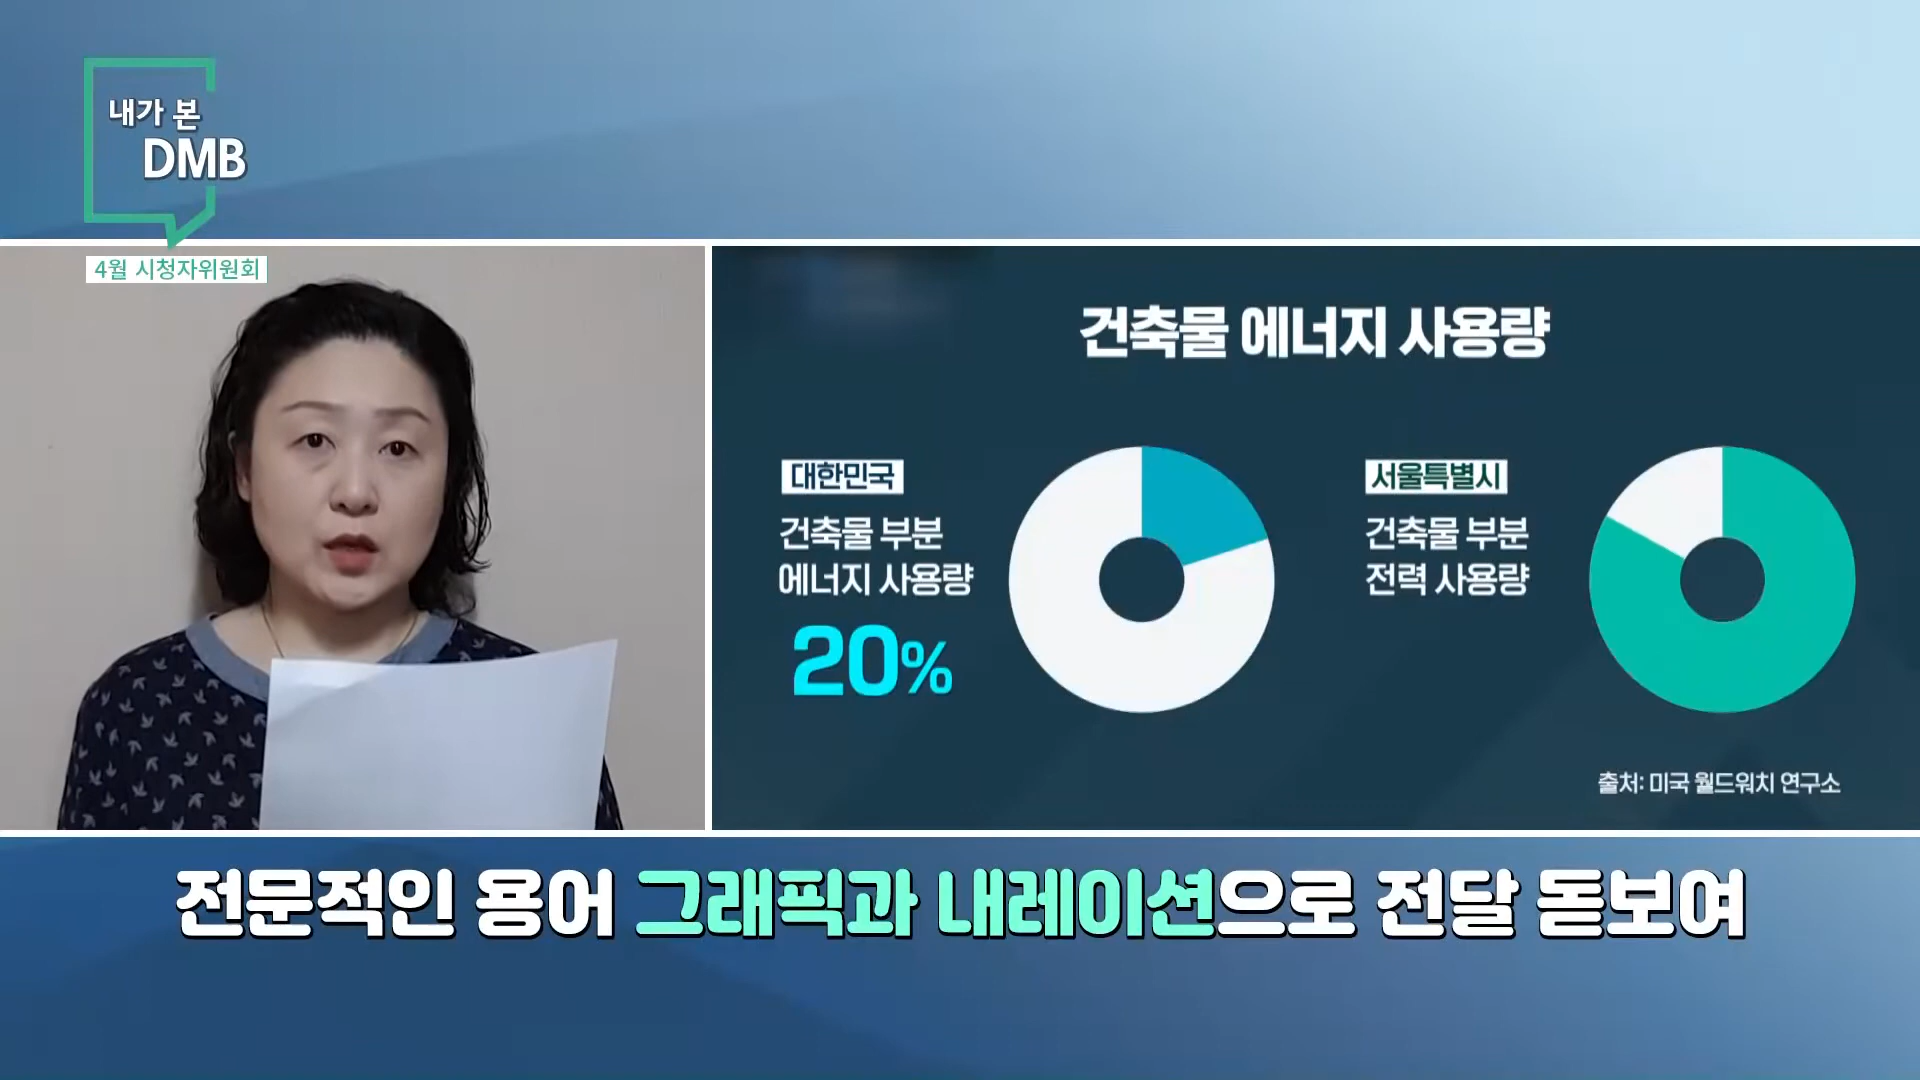 내가 본
DMB
4월 시청자위원회
건축물 에너지 사용량
대한민국
건축물 부분
에너지 사용량
20%
서울특별시
건축물 부분
전력 사용량
출처: 미국 월드워치 연구소
전문적인 용어 그래픽과 내레이션으로 전달 돋보여